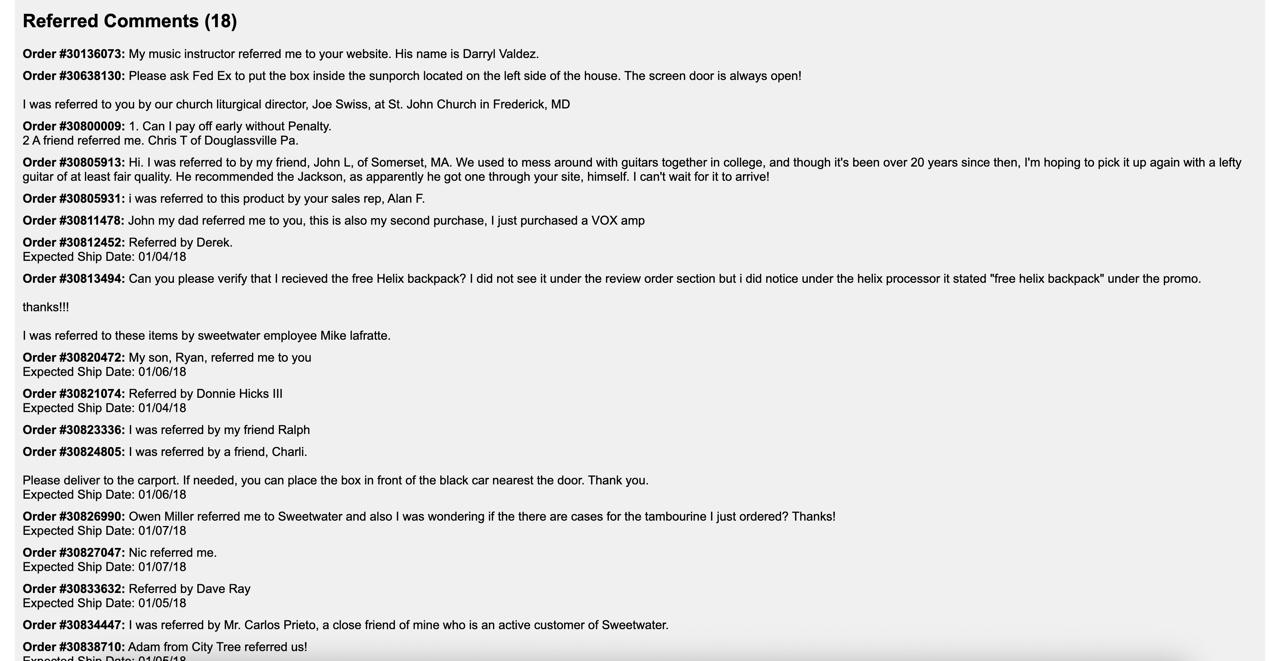 Referred Comments (18)
Order #30136073: My music instructor referred me to your website. His name is Darryl Valdez.
Order #30638130: Please ask Fed Ex to put the box inside the sunporch located on the left side of the house. The screen door is always open!
I was referred to you by our church liturgical director, Joe Swiss, at St. John Church in Frederick, MD
Order #30800009: 1. Can I pay off early without Penalty.
2 A friend referred me. Chris T of Douglassville Pa.
Order #30805913: Hi. I was referred to by my friend, John L, of Somerset, MA. We used to mess around with guitars together in college, and though it's been over 20 years since then, I'm hoping to pick it up again with a lefty
guitar of at least fair quality. He recommended the Jackson, as apparently he got one through your site, himself. I can't wait for it to arrive!
Order #30805931: i was referred to this product by your sales rep, Alan F.
Order #30811478: John my dad referred me to you, this is also my second purchase, I just purchased a VOX amp
Order #30812452: Referred by Derek.
Expected Ship Date: 01/04/18
Order #30813494: Can you please verify that I recieved the free Helix backpack? I did not see it under the review order section but i did notice under the helix processor it stated "free helix backpack" under the promo.
thanks!!!
I was referred to these items by sweetwater employee Mike lafratte.
Order #30820472: My son, Ryan, referred me to you
Expected Ship Date: 01/06/18
Order #30821074: Referred by Donnie Hicks III
Expected Ship Date: 01/04/18
Order #30823336: I was referred by my friend Ralph
Order #30824805: I was referred by a friend, Charli.
Please deliver to the carport. If needed, you can place the box in front of the black car nearest the door. Thank you.
Expected Ship Date: 01/06/18
Order #30826990: Owen Miller referred me to Sweetwater and also I was wondering if the there are cases for the tambourine I just ordered? Thanks!
Expected Ship Date: 01/07/18
Order #30827047: Nic referred me.
Expected Ship Date: 01/07/18
Order #30833632: Referred by Dave Ray
Expected Ship Date: 01/05/18
Order #30834447: I was referred by Mr. Carlos Prieto, a close friend of mine who is an active customer of Sweetwater.
Order #30838710: Adam from City Tree referred us!
Expected Ship Date: 01/05/18